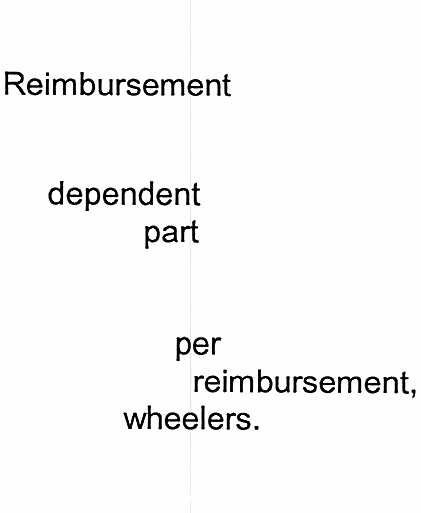 Reimbursement
dependent
part
per
reimbursement,
wheelers.